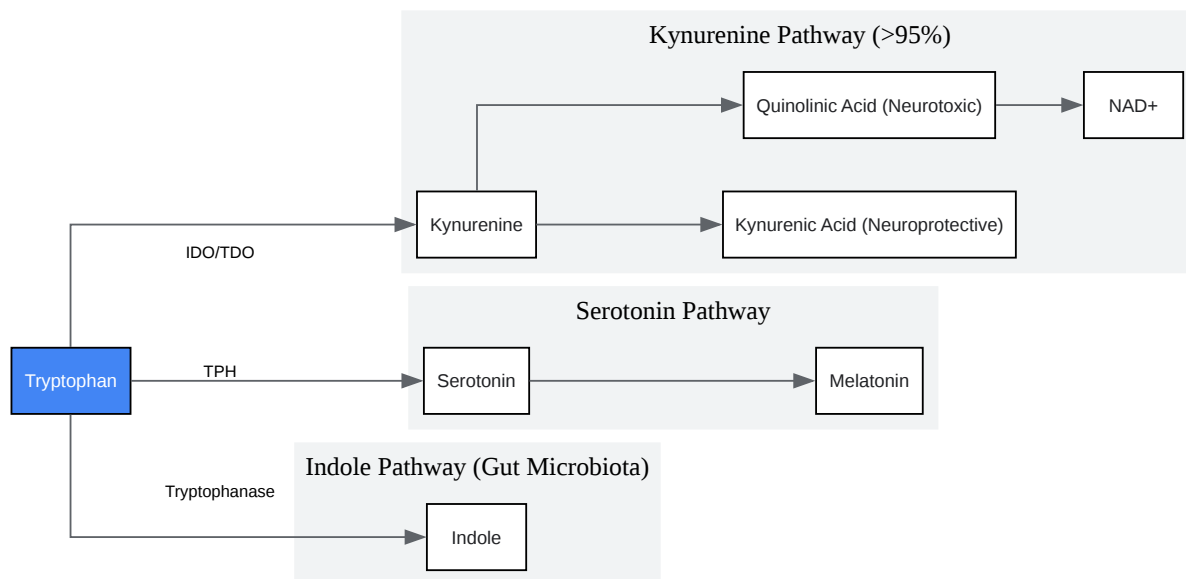 Kynurenine Pathway (>95%)
Quinolinic Acid (Neurotoxic)
NAD+
Kynurenine
Kynurenic Acid (Neuroprotective)
IDO/TDO
Serotonin Pathway
Tryptophan
TPH
Serotonin
Melatonin
Indole Pathway (Gut Microbiota)
Tryptophanase
Indole